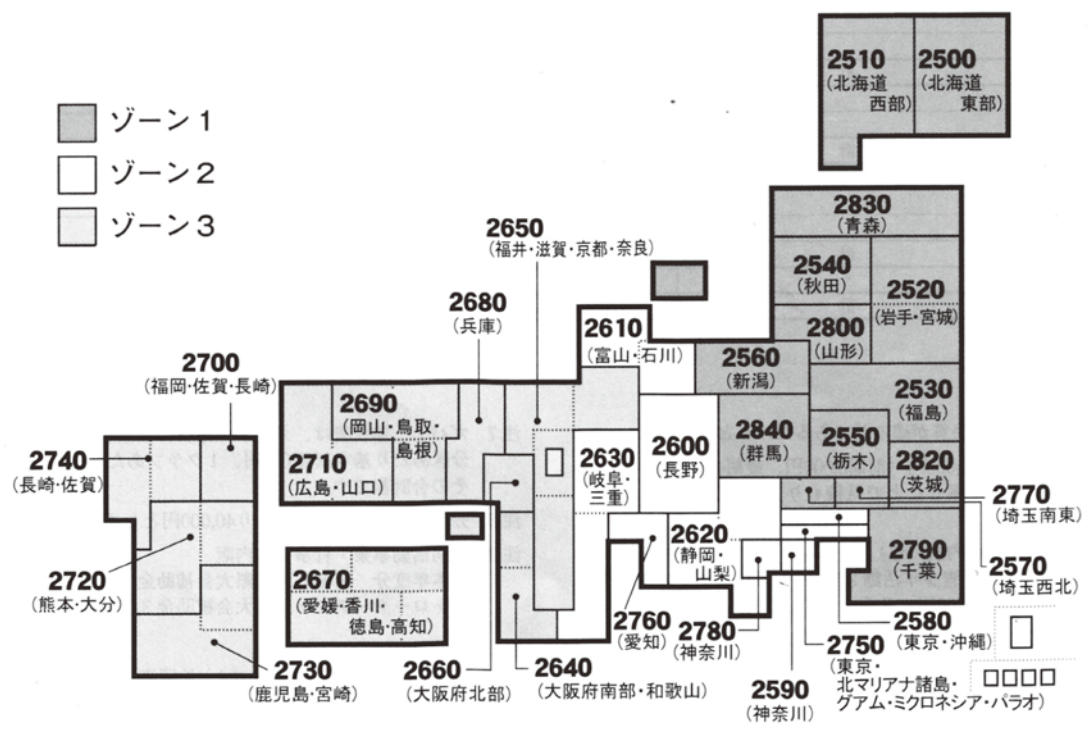 2510
(北海道
西部)
2500
(北海道
東部)
ゾーン1
ゾーン2
ゾーン3
2830
(青森)
2540
(秋田)
2520
(岩手・宮城)
2800
(山形)
2650
(福井・滋賀・京都・奈良)
2680
(兵庫)
2610
(富山・石川)
2560
(新潟)
2530
(福島)
2700
(福岡・佐賀・長崎)
2690
(岡山・鳥取・
島根)
2710
(広島・山口)
2740
(長崎・佐賀)
2630
(岐阜・
三重)
2600
(長野)
2840
(群馬)
2550
(栃木)
2820
(茨城)
2770
(埼玉南東)
2620
(静岡・
山梨)
2790
(千葉)
2570
(埼玉西北)
2720
(熊本・大分)
2670
(愛媛・香川・
徳島・高知)
2760
(愛知)
2780
(神奈川)
2580
(東京・沖縄)
2730
(鹿児島・宮崎)
2660
(大阪府北部)
2640
(大阪府南部・和歌山)
2590
(神奈川)
2750
(東京・
北マリアナ諸島・
グアム・ミクロネシア・パラオ)